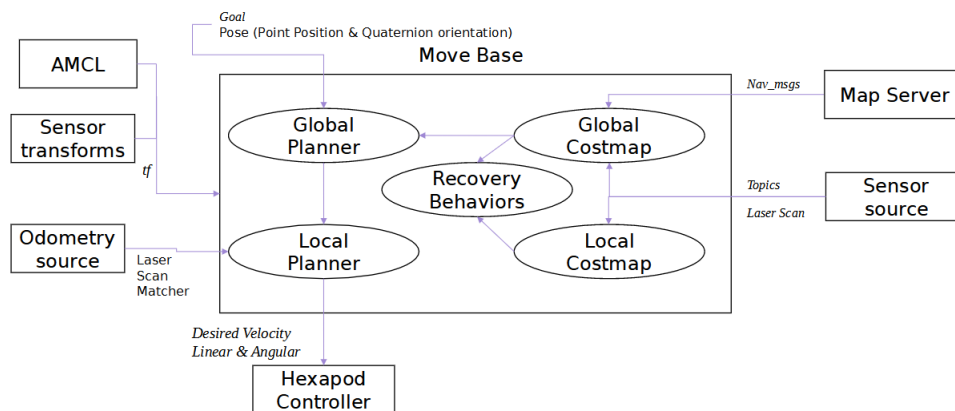 Goal
Pose (Point Position & Quaternion orientation)
Move Base
AMCL
Sensor
transforms
tf
Odometry
source
Laser
Scan
Matcher
Global
Planner
Global
Costmap
Recovery
Behaviors
Local
Planner
Local
Costmap
Nav_msgs
Map Server
Topics
Laser Scan
Sensor
source
Desired Velocity
Linear & Angular
Hexapod
Controller